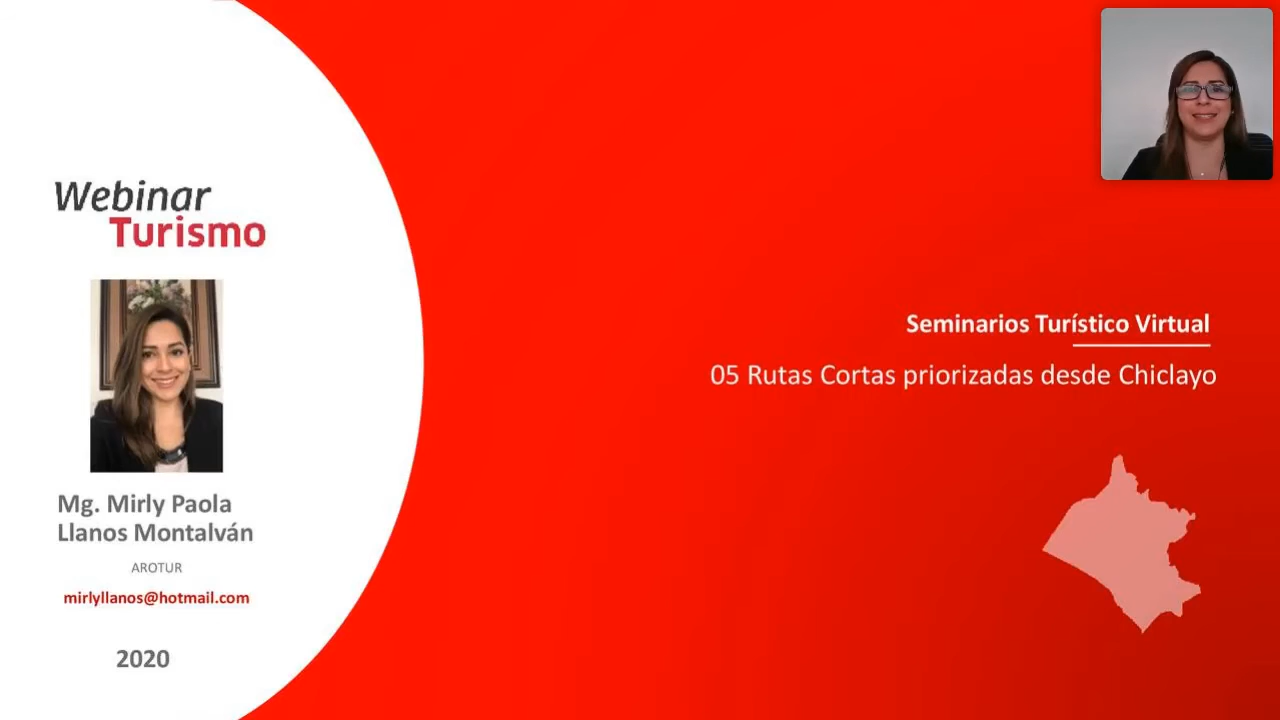 Webinar
Turismo
Mg. Mirly Paola
Llanos Montalván
AROTUR
mirlyllanos@hotmail.com
2020
Seminarios Turístico Virtual
05 Rutas Cortas priorizadas desde Chiclayo